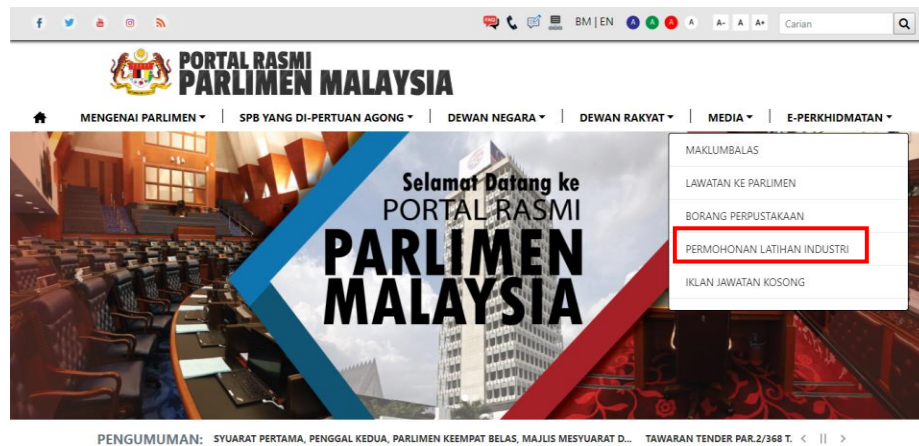 BM | EN A A A A A- A A+ Carian
PORTAL RASMI
PARLIMEN MALAYSIA
MENGENAI PARLIMEN SPB YANG DI-PERTUAN AGONG DEWAN NEGARA DEWAN RAKYAT MEDIA E-PERKHIDMATAN
MAKLUMBALAS
LAWATAN KE PARLIMEN
BORANG PERPUSTAKAAN
PERMOHONAN LATIHAN INDUSTRI
IKLAN JAWATAN KOSONG
Selamat Datang ke
PORTAL RASMI
PARLIMEN
MALAYSIA
PENGUMUMAN: SYUARAT PERTAMA, PENGGAL KEDUA, PARLIMEN KEEMPAT BELAS, MAJLIS MESYUARAT D... TAWARAN TENDER PAR.2/368 T.